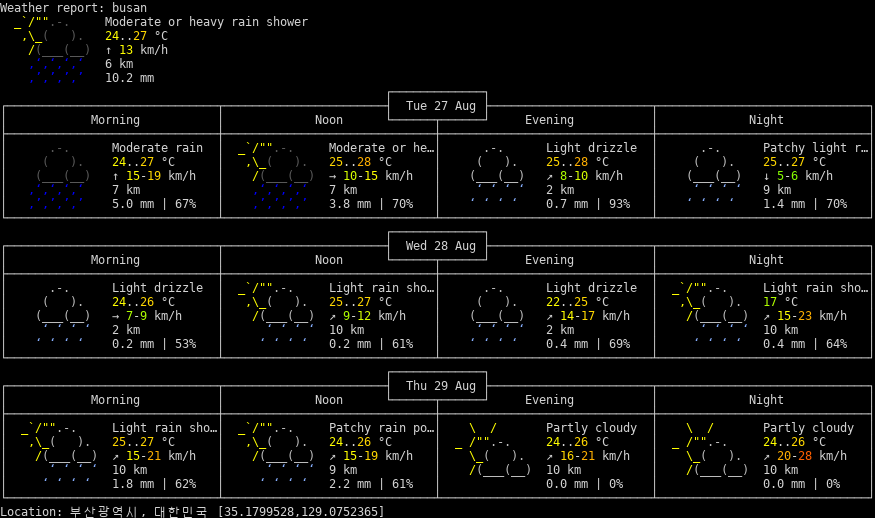 Weather report: busan
Moderate or heavy rain shower
24..27 °C
↑ 13 km/h
6 km
10.2 mm
Tue 27 Aug
Morning Noon Evening Night
Moderate rain Moderate or he… Light drizzle Patchy light r…
24..27 °C 25..28 °C 25..28 °C 25..27 °C
↑ 15-19 km/h → 10-15 km/h ↗ 8-10 km/h ↓ 5-6 km/h
7 km 7 km 2 km 9 km
5.0 mm | 67% 3.8 mm | 70% 0.7 mm | 93% 1.4 mm | 70%
Wed 28 Aug
Morning Noon Evening Night
Light drizzle Light rain sho… Light drizzle Light rain sho…
24..26 °C 25..27 °C 22..25 °C 17 °C
→ 7-9 km/h ↗ 9-12 km/h ↗ 14-17 km/h ↗ 15-23 km/h
2 km 10 km 2 km 10 km
0.2 mm | 53% 0.2 mm | 61% 0.4 mm | 69% 0.4 mm | 64%
Thu 29 Aug
Morning Noon Evening Night
Light rain sho… Patchy rain po… Partly cloudy Partly cloudy
25..27 °C 24..26 °C 24..26 °C 24..26 °C
↗ 15-21 km/h ↗ 15-19 km/h ↗ 16-21 km/h ↗ 20-28 km/h
10 km 9 km 10 km 10 km
1.8 mm | 62% 2.2 mm | 61% 0.0 mm | 0% 0.0 mm | 0%
Location: 부산광역시, 대한민국 [35.1799528,129.0752365]